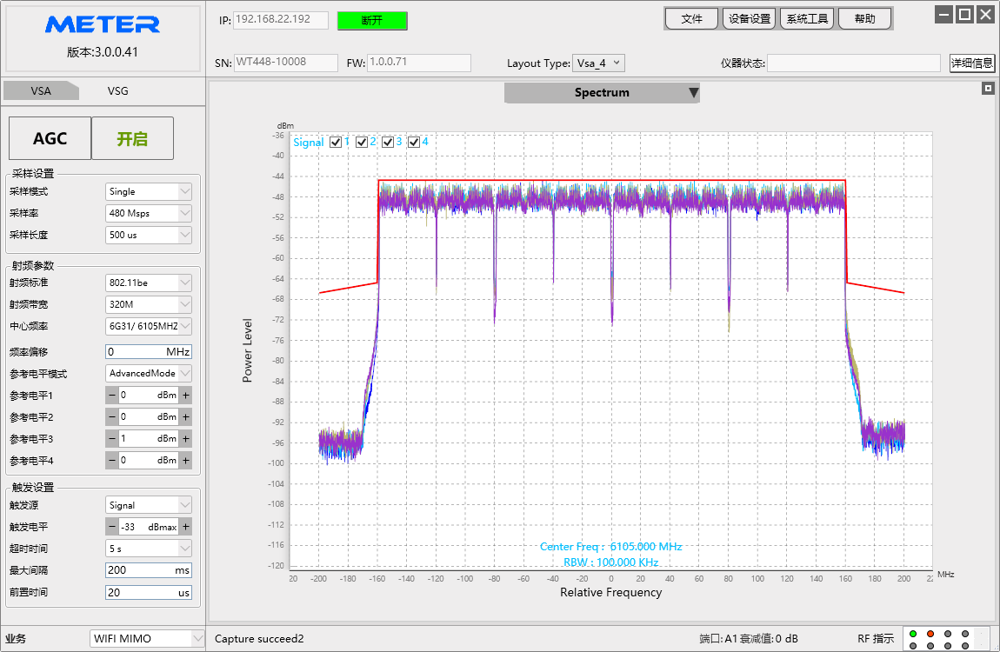 METER
版本:3.0.0.41
IP: 192.168.22.192 断开
文件 设备设置 系统工具 帮助
SN: WT448-10008 FW: 1.0.0.71 Layout Type: Vsa_4 仪器状态: 详细信息
VSA VSG
Spectrum
AGC 开启
采样设置
采样模式 Single
采样率 480 Msps
采样长度 500 us
射频参数
射频标准 802.11be
射频带宽 320M
中心频率 6G31/ 6105MHZ
频率偏移 0 MHz
参考电平模式 AdvancedMode
参考电平1 − 0 dBm +
参考电平2 − 0 dBm +
参考电平3 − 1 dBm +
参考电平4 − 0 dBm +
触发设置
触发源 Signal
触发电平 − -33 dBmax +
超时时间 5 s
最大间隔 200 ms
前置时间 20 us
dBm
Signal 1 2 3 4
-36
-40
-44
-48
-52
-56
-60
-64
-68
-72
-76
-80
-84
-88
-92
-96
-100
-104
-108
-112
-116
-120
Power Level
Center Freq : 6105.000 MHz
RBW : 100.000 KHz
20 -200 -180 -160 -140 -120 -100 -80 -60 -40 -20 0 20 40 60 80 100 120 140 160 180 200 22 MHz
Relative Frequency
业务 WIFI MIMO Capture succeed2 端口:A1 衰减值: 0 dB RF 指示